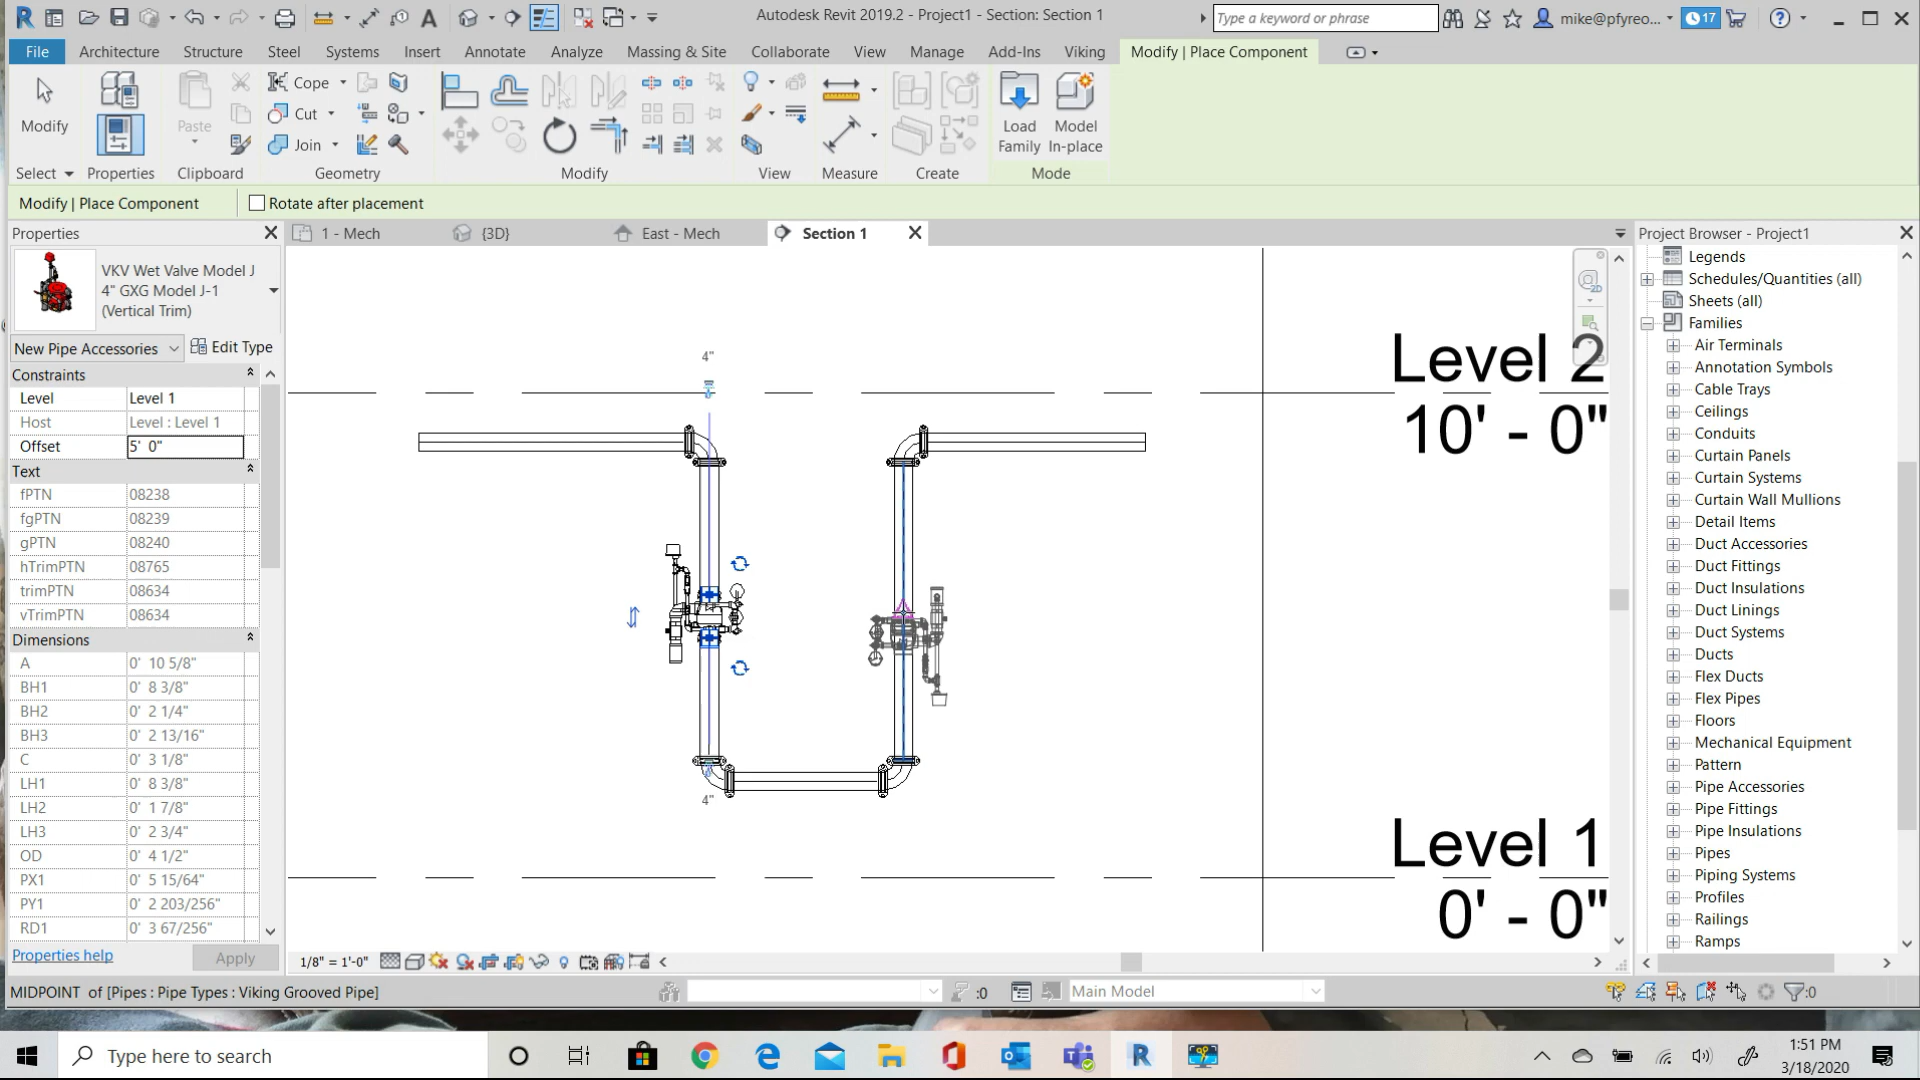 Autodesk Revit 2019.2 - Project1 - Section: Section 1
Type a keyword or phrase
mike@pfyreo...
17
File Architecture Structure Steel Systems Insert Annotate Analyze Massing & Site Collaborate View Manage Add-Ins Viking Modify | Place Component
Modify
Paste
Cope
Cut
Join
Load Family
Model In-place
Select Properties Clipboard Geometry Modify View Measure Create Mode
Modify | Place Component
Rotate after placement
Properties
1 - Mech
{3D}
East - Mech
Section 1
Project Browser - Project1
VKV Wet Valve Model J
4" GXG Model J-1
(Vertical Trim)
New Pipe Accessories
Edit Type
Constraints
Level Level 1
Host Level : Level 1
Offset 5' 0"
Text
fPTN 08238
fgPTN 08239
gPTN 08240
hTrimPTN 08765
trimPTN 08634
vTrimPTN 08634
Dimensions
A 0' 10 5/8"
BH1 0' 8 3/8"
BH2 0' 2 1/4"
BH3 0' 2 13/16"
C 0' 3 1/8"
LH1 0' 8 3/8"
LH2 0' 1 7/8"
LH3 0' 2 3/4"
OD 0' 4 1/2"
PX1 0' 5 15/64"
PY1 0' 2 203/256"
RD1 0' 3 67/256"
Properties help
Apply
4"
4"
2D
Level 2
10' - 0"
Level 1
0' - 0"
Legends
Schedules/Quantities (all)
Sheets (all)
Families
Air Terminals
Annotation Symbols
Cable Trays
Ceilings
Conduits
Curtain Panels
Curtain Systems
Curtain Wall Mullions
Detail Items
Duct Accessories
Duct Fittings
Duct Insulations
Duct Linings
Duct Systems
Ducts
Flex Ducts
Flex Pipes
Floors
Mechanical Equipment
Pattern
Pipe Accessories
Pipe Fittings
Pipe Insulations
Pipes
Piping Systems
Profiles
Railings
Ramps
1/8" = 1'-0"
MIDPOINT of [Pipes : Pipe Types : Viking Grooved Pipe]
:0
Main Model
:0
Type here to search
1:51 PM
3/18/2020